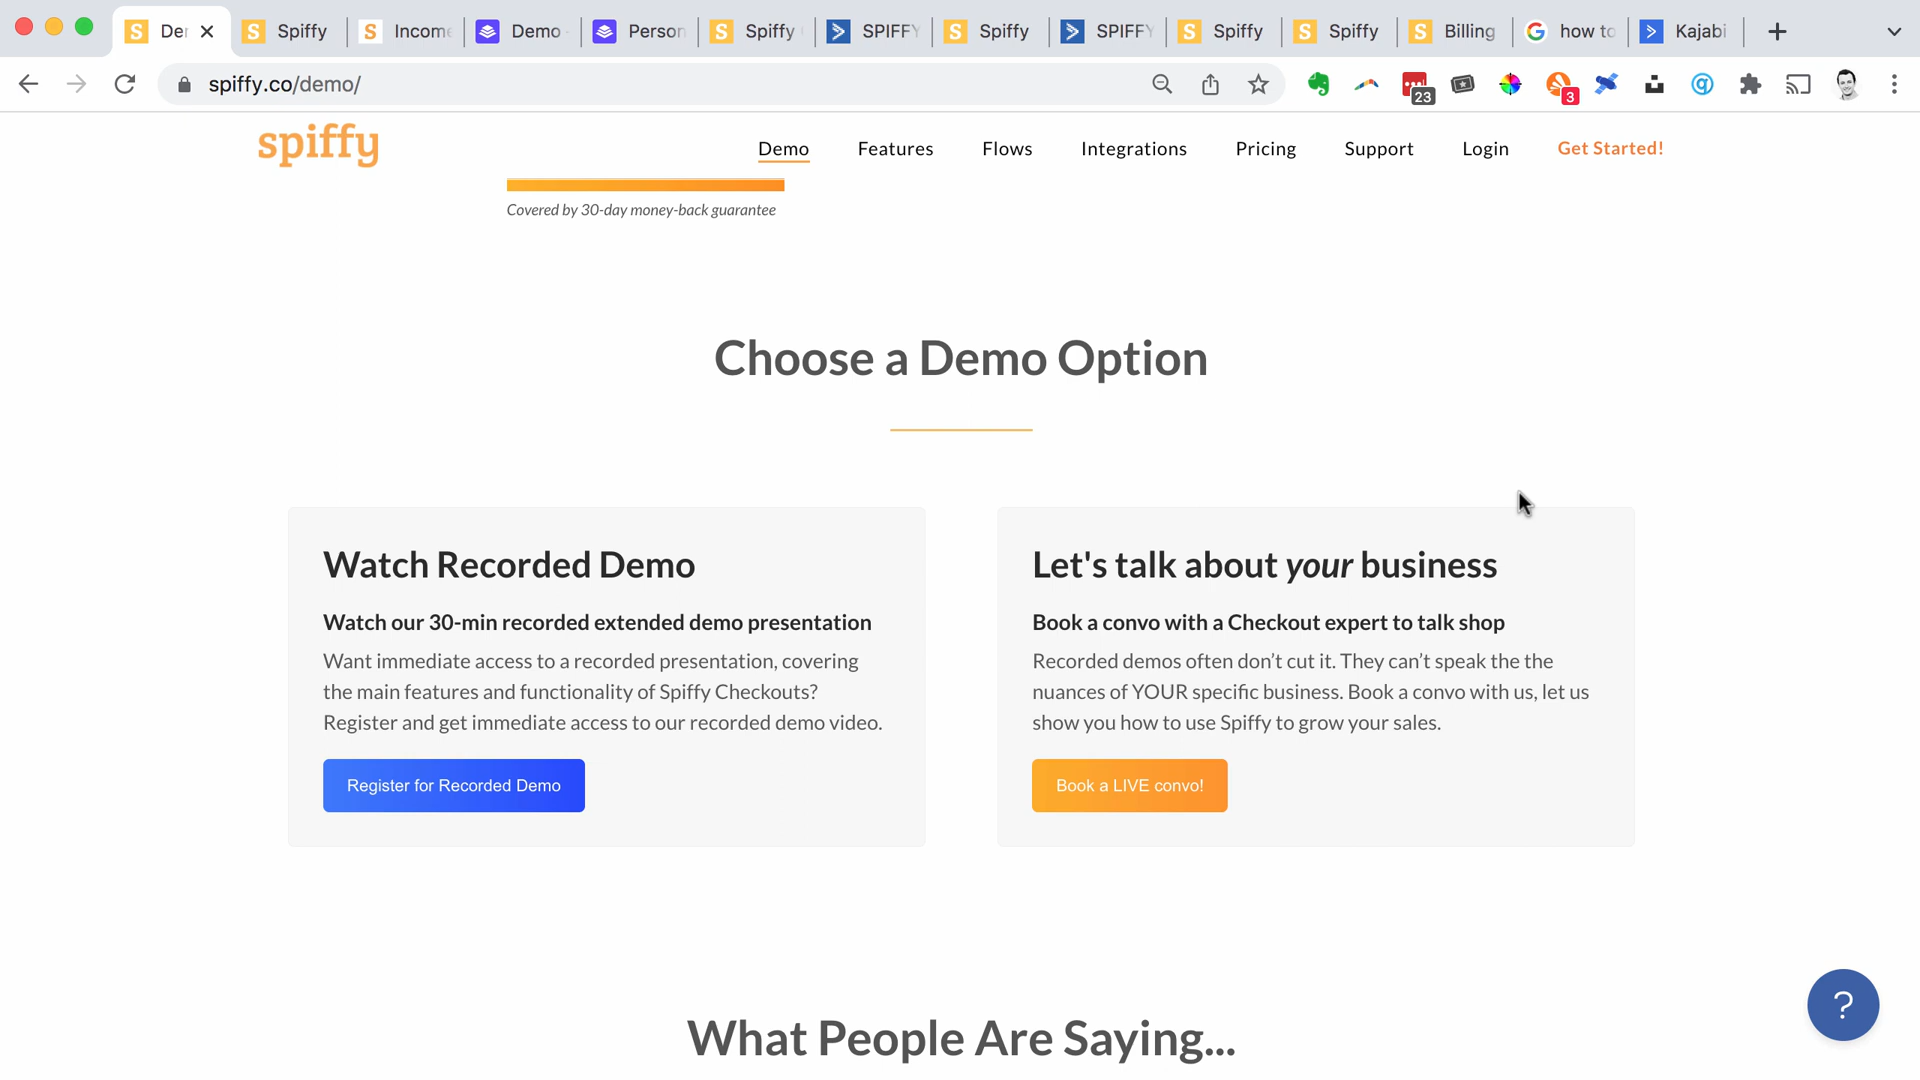 Der
Spiffy
Income
Demo
Person
Spiffy
SPIFFY
Spiffy
SPIFFY
Spiffy
Spiffy
Billing
how to
Kajabi
spiffy.co/demo/
23
3
spiffy
Demo
Features
Flows
Integrations
Pricing
Support
Login
Get Started!
Covered by 30-day money-back guarantee
Choose a Demo Option
Watch Recorded Demo
Watch our 30-min recorded extended demo presentation
Want immediate access to a recorded presentation, covering
the main features and functionality of Spiffy Checkouts?
Register and get immediate access to our recorded demo video.
Register for Recorded Demo
Let's talk about your business
Book a convo with a Checkout expert to talk shop
Recorded demos often don’t cut it. They can’t speak the the
nuances of YOUR specific business. Book a convo with us, let us
show you how to use Spiffy to grow your sales.
Book a LIVE convo!
What People Are Saying...
?